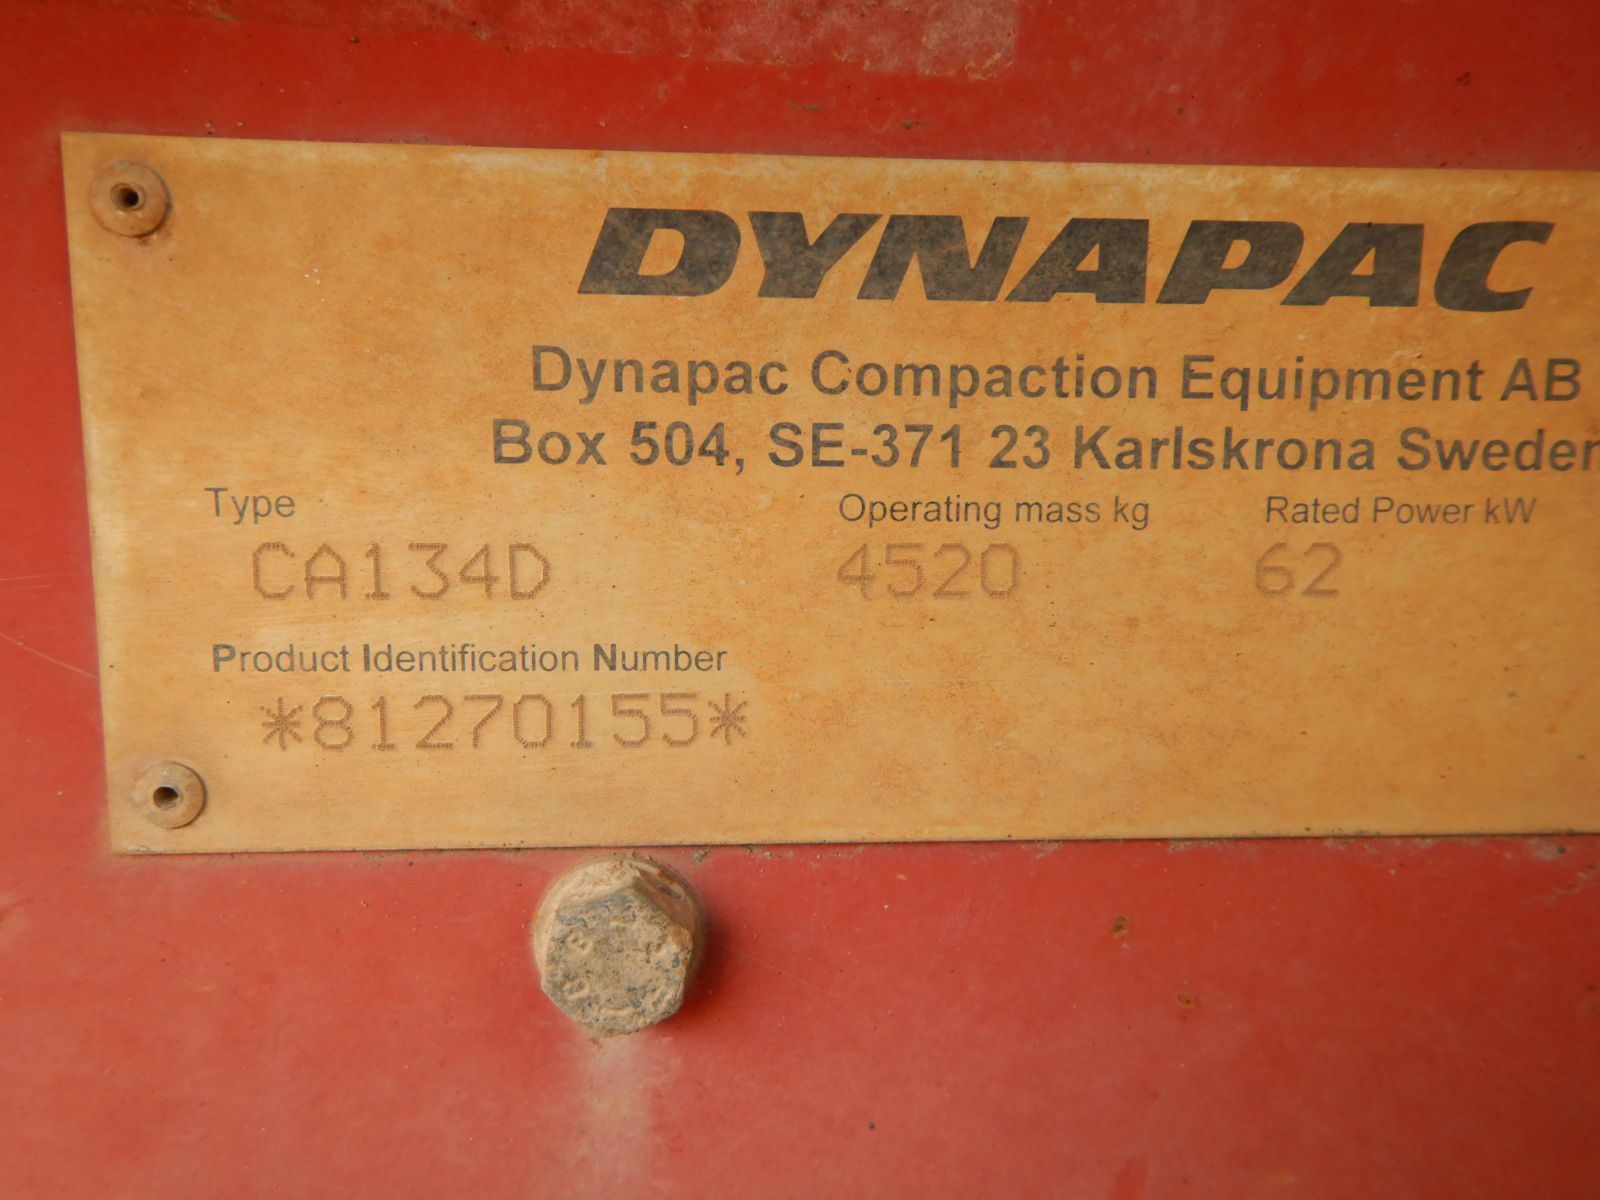 DYNAPAC
Dynapac Compaction Equipment AB
Box 504, SE-371 23 Karlskrona Sweden
Type Operating mass kg Rated Power kW
CA134D 4520 62
Product Identification Number
*81270155*